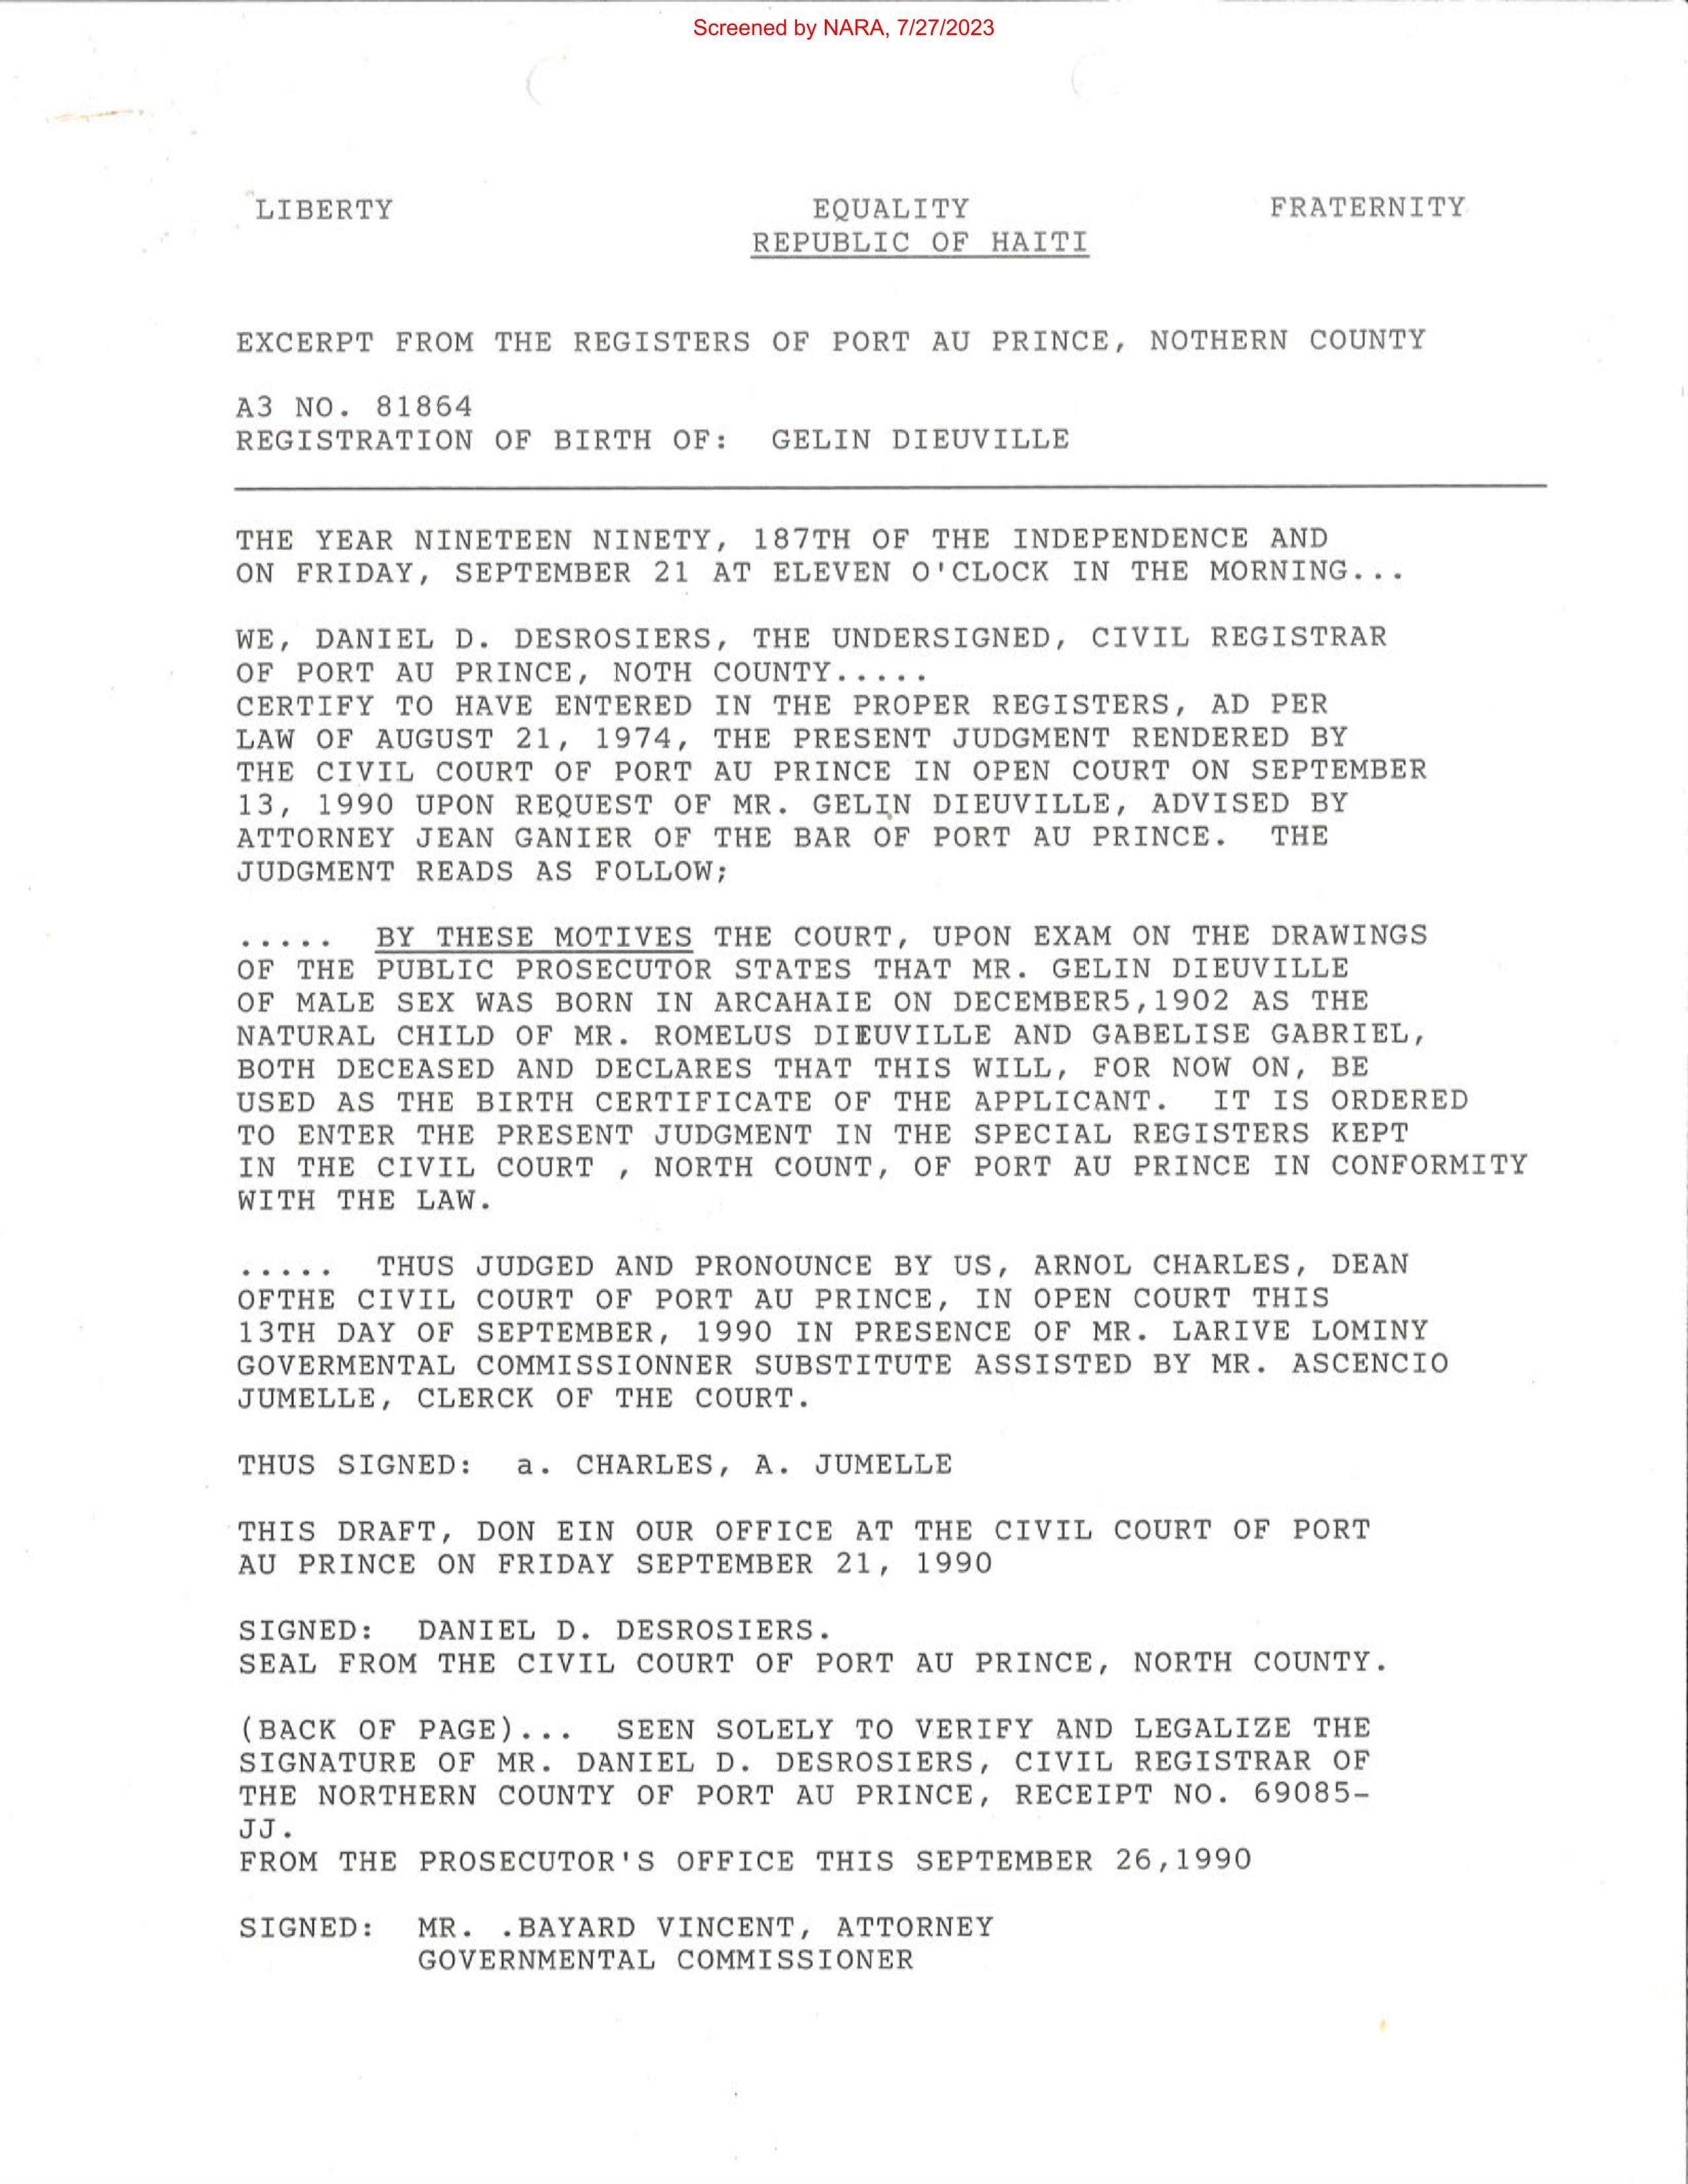 Screened by NARA, 7/27/2023
LIBERTY EQUALITY FRATERNITY
REPUBLIC OF HAITI
EXCERPT FROM THE REGISTERS OF PORT AU PRINCE, NOTHERN COUNTY
A3 NO. 81864
REGISTRATION OF BIRTH OF: GELIN DIEUVILLE
THE YEAR NINETEEN NINETY, 187TH OF THE INDEPENDENCE AND
ON FRIDAY, SEPTEMBER 21 AT ELEVEN O'CLOCK IN THE MORNING...
WE, DANIEL D. DESROSIERS, THE UNDERSIGNED, CIVIL REGISTRAR
OF PORT AU PRINCE, NOTH COUNTY.....
CERTIFY TO HAVE ENTERED IN THE PROPER REGISTERS, AD PER
LAW OF AUGUST 21, 1974, THE PRESENT JUDGMENT RENDERED BY
THE CIVIL COURT OF PORT AU PRINCE IN OPEN COURT ON SEPTEMBER
13, 1990 UPON REQUEST OF MR. GELIN DIEUVILLE, ADVISED BY
ATTORNEY JEAN GANIER OF THE BAR OF PORT AU PRINCE. THE
JUDGMENT READS AS FOLLOW;
..... BY THESE MOTIVES THE COURT, UPON EXAM ON THE DRAWINGS
OF THE PUBLIC PROSECUTOR STATES THAT MR. GELIN DIEUVILLE
OF MALE SEX WAS BORN IN ARCAHAIE ON DECEMBER5,1902 AS THE
NATURAL CHILD OF MR. ROMELUS DIEUVILLE AND GABELISE GABRIEL,
BOTH DECEASED AND DECLARES THAT THIS WILL, FOR NOW ON, BE
USED AS THE BIRTH CERTIFICATE OF THE APPLICANT. IT IS ORDERED
TO ENTER THE PRESENT JUDGMENT IN THE SPECIAL REGISTERS KEPT
IN THE CIVIL COURT , NORTH COUNT, OF PORT AU PRINCE IN CONFORMITY
WITH THE LAW.
..... THUS JUDGED AND PRONOUNCE BY US, ARNOL CHARLES, DEAN
OFTHE CIVIL COURT OF PORT AU PRINCE, IN OPEN COURT THIS
13TH DAY OF SEPTEMBER, 1990 IN PRESENCE OF MR. LARIVE LOMINY
GOVERMENTAL COMMISSIONNER SUBSTITUTE ASSISTED BY MR. ASCENCIO
JUMELLE, CLERCK OF THE COURT.
THUS SIGNED: a. CHARLES, A. JUMELLE
THIS DRAFT, DON EIN OUR OFFICE AT THE CIVIL COURT OF PORT
AU PRINCE ON FRIDAY SEPTEMBER 21, 1990
SIGNED: DANIEL D. DESROSIERS.
SEAL FROM THE CIVIL COURT OF PORT AU PRINCE, NORTH COUNTY.
(BACK OF PAGE)... SEEN SOLELY TO VERIFY AND LEGALIZE THE
SIGNATURE OF MR. DANIEL D. DESROSIERS, CIVIL REGISTRAR OF
THE NORTHERN COUNTY OF PORT AU PRINCE, RECEIPT NO. 69085-
JJ.
FROM THE PROSECUTOR'S OFFICE THIS SEPTEMBER 26,1990
SIGNED: MR. .BAYARD VINCENT, ATTORNEY
GOVERNMENTAL COMMISSIONER